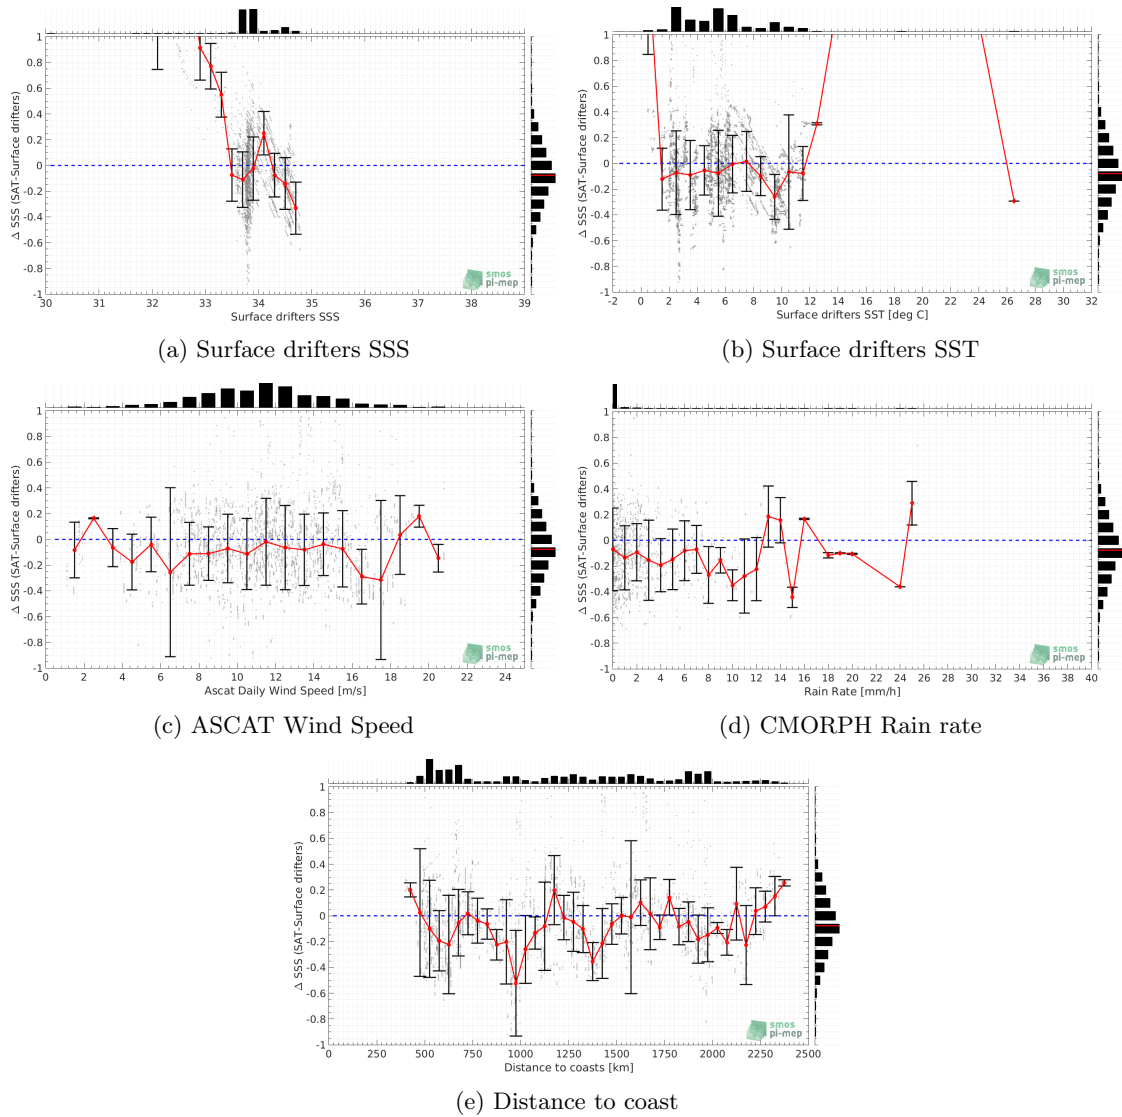 1
0.8
0.6
0.4
0.2
0
-0.2
-0.4
-0.6
-0.8
-1
Δ SSS (SAT-Surface drifters)
30 31 32 33 34 35 36 37 38 39
Surface drifters SSS
smos
pi-mep
(a) Surface drifters SSS
1
0.8
0.6
0.4
0.2
0
-0.2
-0.4
-0.6
-0.8
-1
Δ SSS (SAT-Surface drifters)
-2 0 2 4 6 8 10 12 14 16 18 20 22 24 26 28 30 32
Surface drifters SST [deg C]
smos
pi-mep
(b) Surface drifters SST
1
0.8
0.6
0.4
0.2
0
-0.2
-0.4
-0.6
-0.8
-1
Δ SSS (SAT-Surface drifters)
0 2 4 6 8 10 12 14 16 18 20 22 24
Ascat Daily Wind Speed [m/s]
smos
pi-mep
(c) ASCAT Wind Speed
1
0.8
0.6
0.4
0.2
0
-0.2
-0.4
-0.6
-0.8
-1
Δ SSS (SAT-Surface drifters)
0 2 4 6 8 10 12 14 16 18 20 22 24 26 28 30 32 34 36 38 40
Rain Rate [mm/h]
smos
pi-mep
(d) CMORPH Rain rate
1
0.8
0.6
0.4
0.2
0
-0.2
-0.4
-0.6
-0.8
-1
Δ SSS (SAT-Surface drifters)
0 250 500 750 1000 1250 1500 1750 2000 2250 2500
Distance to coasts [km]
smos
pi-mep
(e) Distance to coast